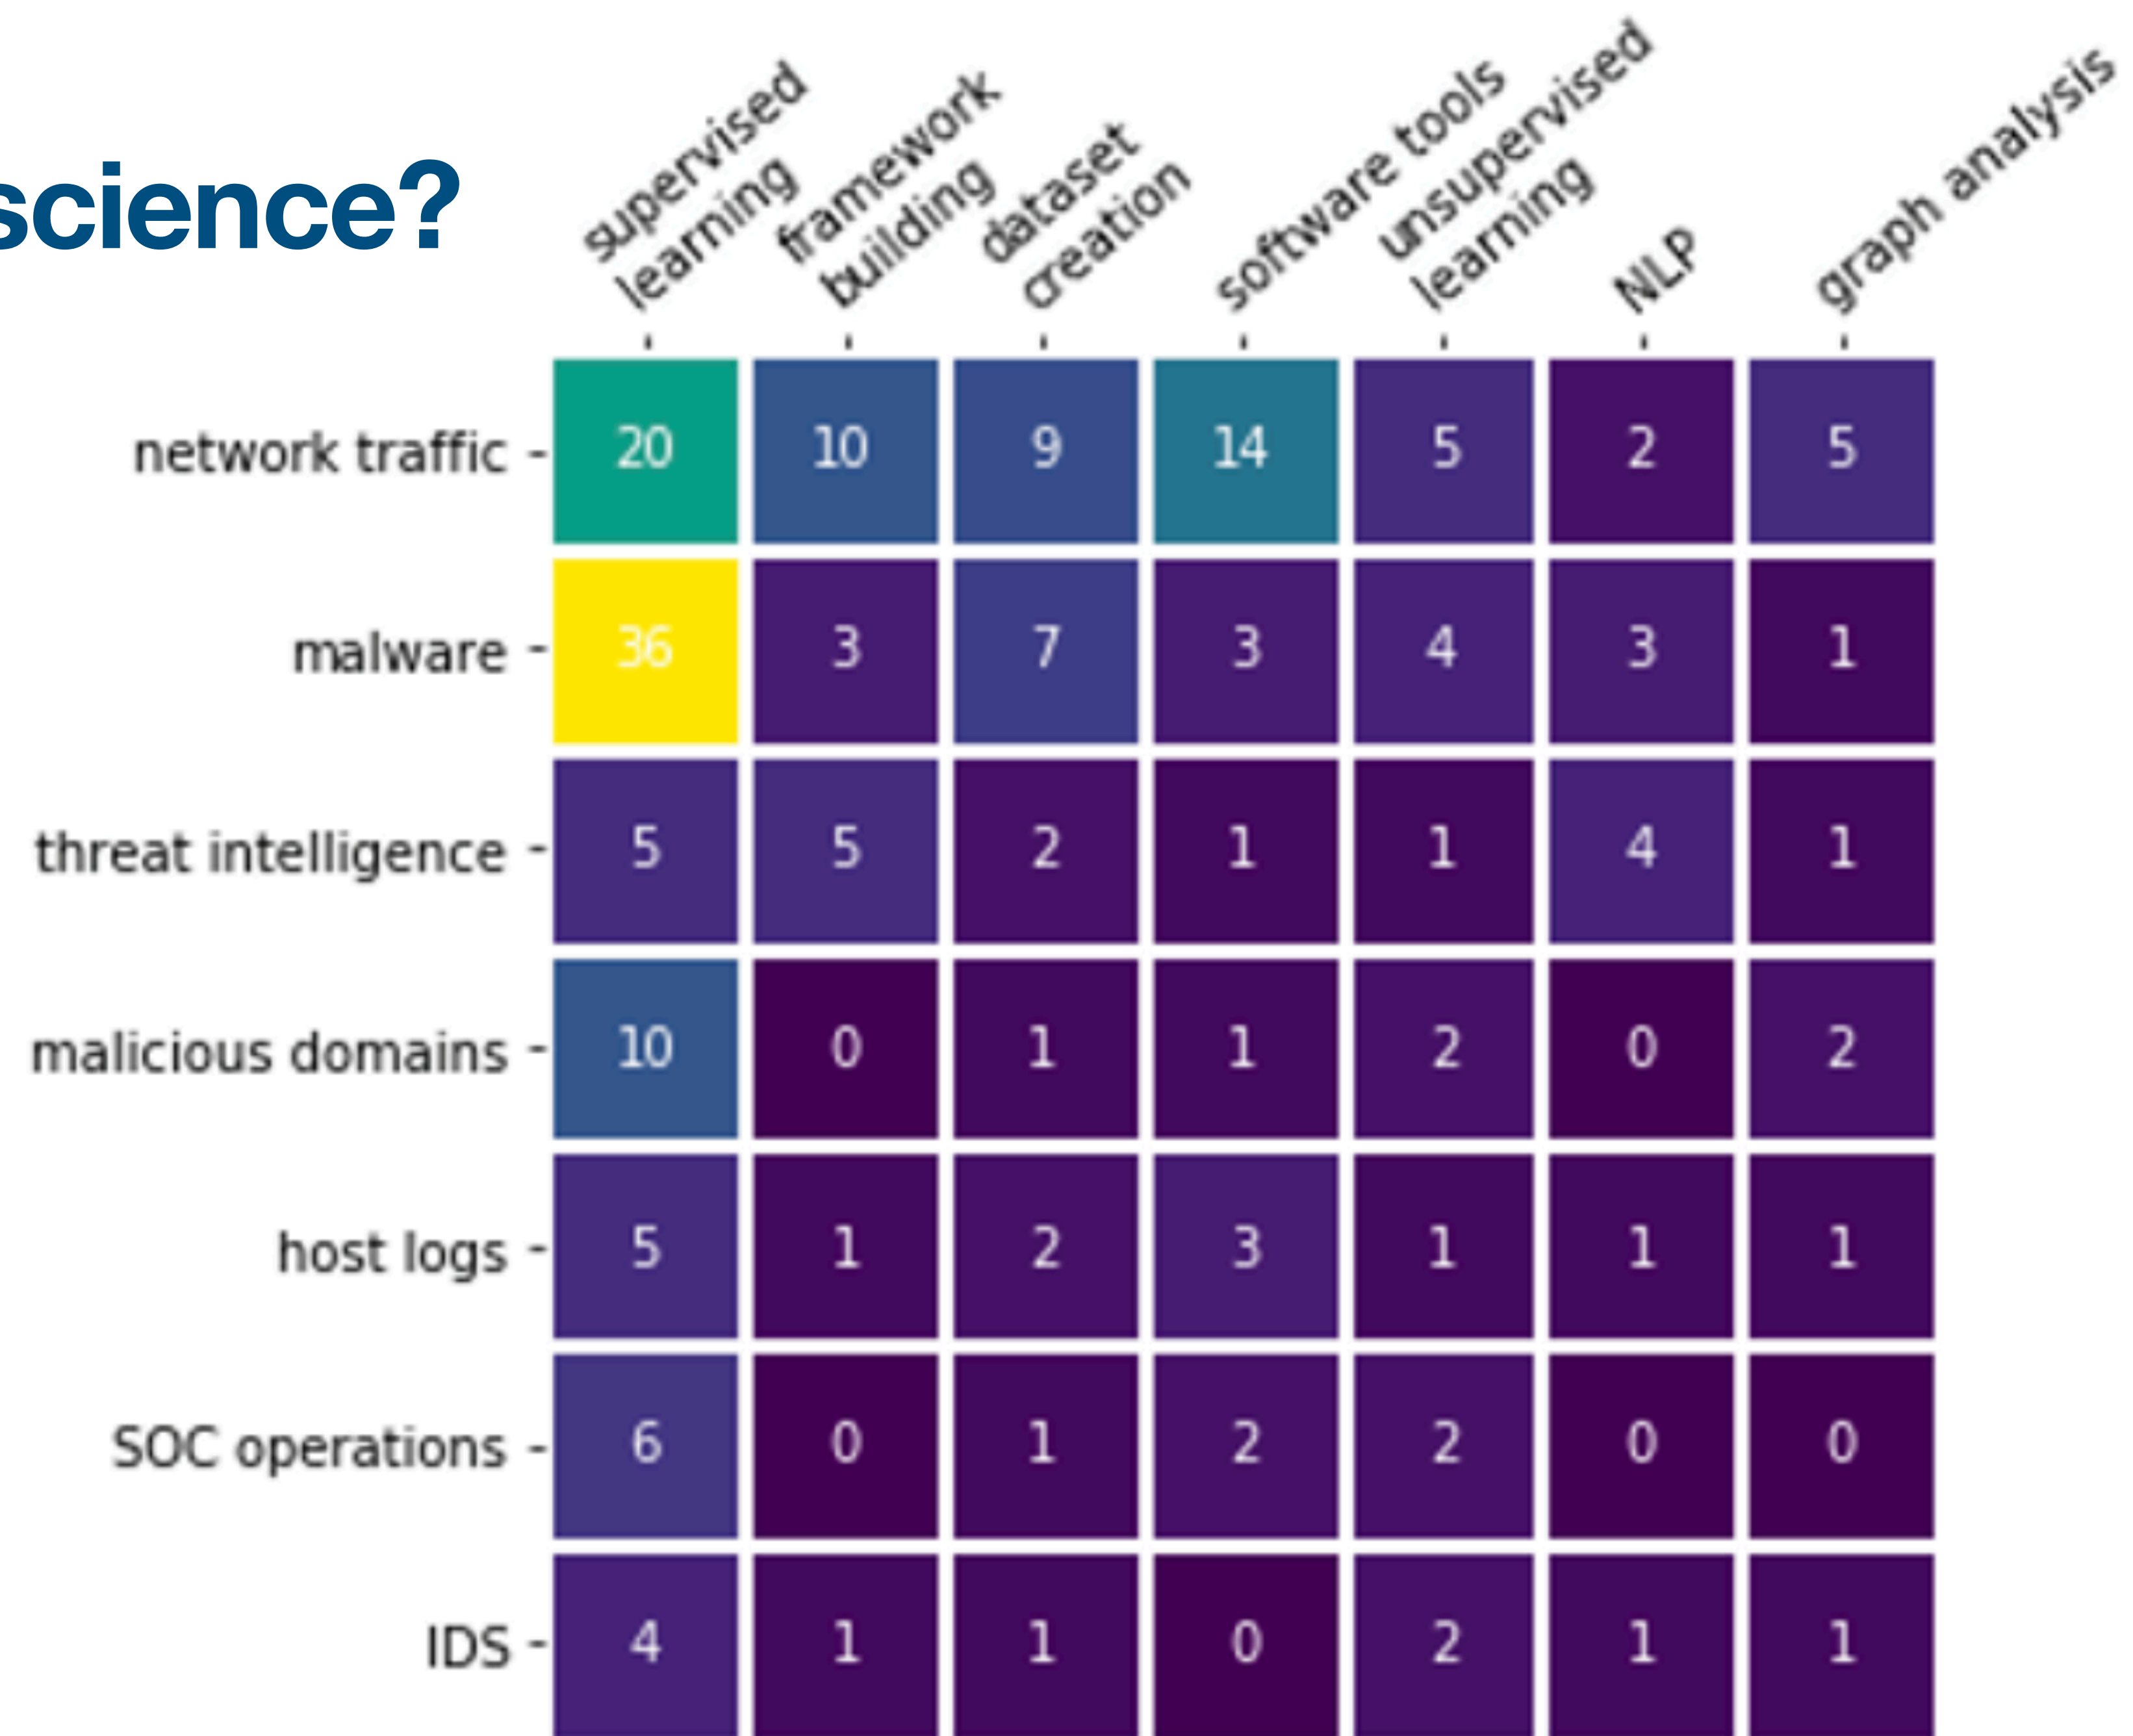 science?
supervised
learning
framework
building
dataset
creation
software tools
unsupervised
learning
NLP
graph analysis
network traffic 20 10 9 14 5 2 5
malware 36 3 7 3 4 3 1
threat intelligence 5 5 2 1 1 4 1
malicious domains 10 0 1 1 2 0 2
host logs 5 1 2 3 1 1 1
SOC operations 6 0 1 2 2 0 0
IDS 4 1 1 0 2 1 1